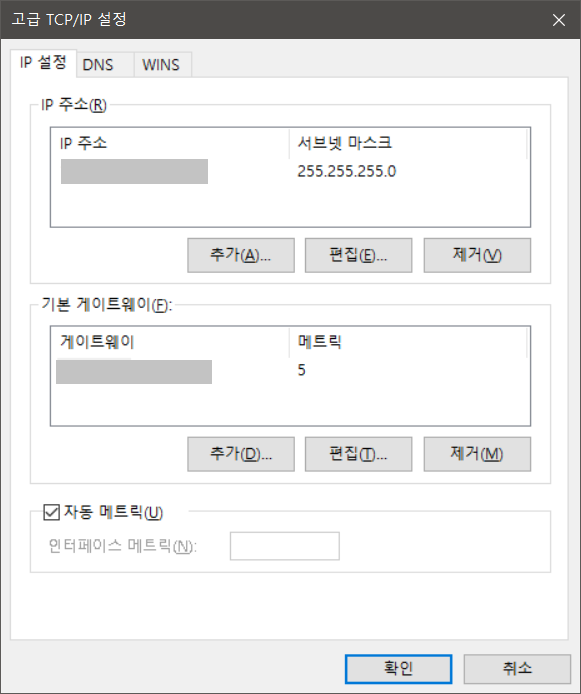 고급 TCP/IP 설정
IP 설정 DNS WINS
IP 주소(R)
IP 주소 서브넷 마스크
255.255.255.0
추가(A)... 편집(E)... 제거(V)
기본 게이트웨이(F):
게이트웨이 메트릭
5
추가(D)... 편집(T)... 제거(M)
자동 메트릭(U)
인터페이스 메트릭(N):
확인 취소